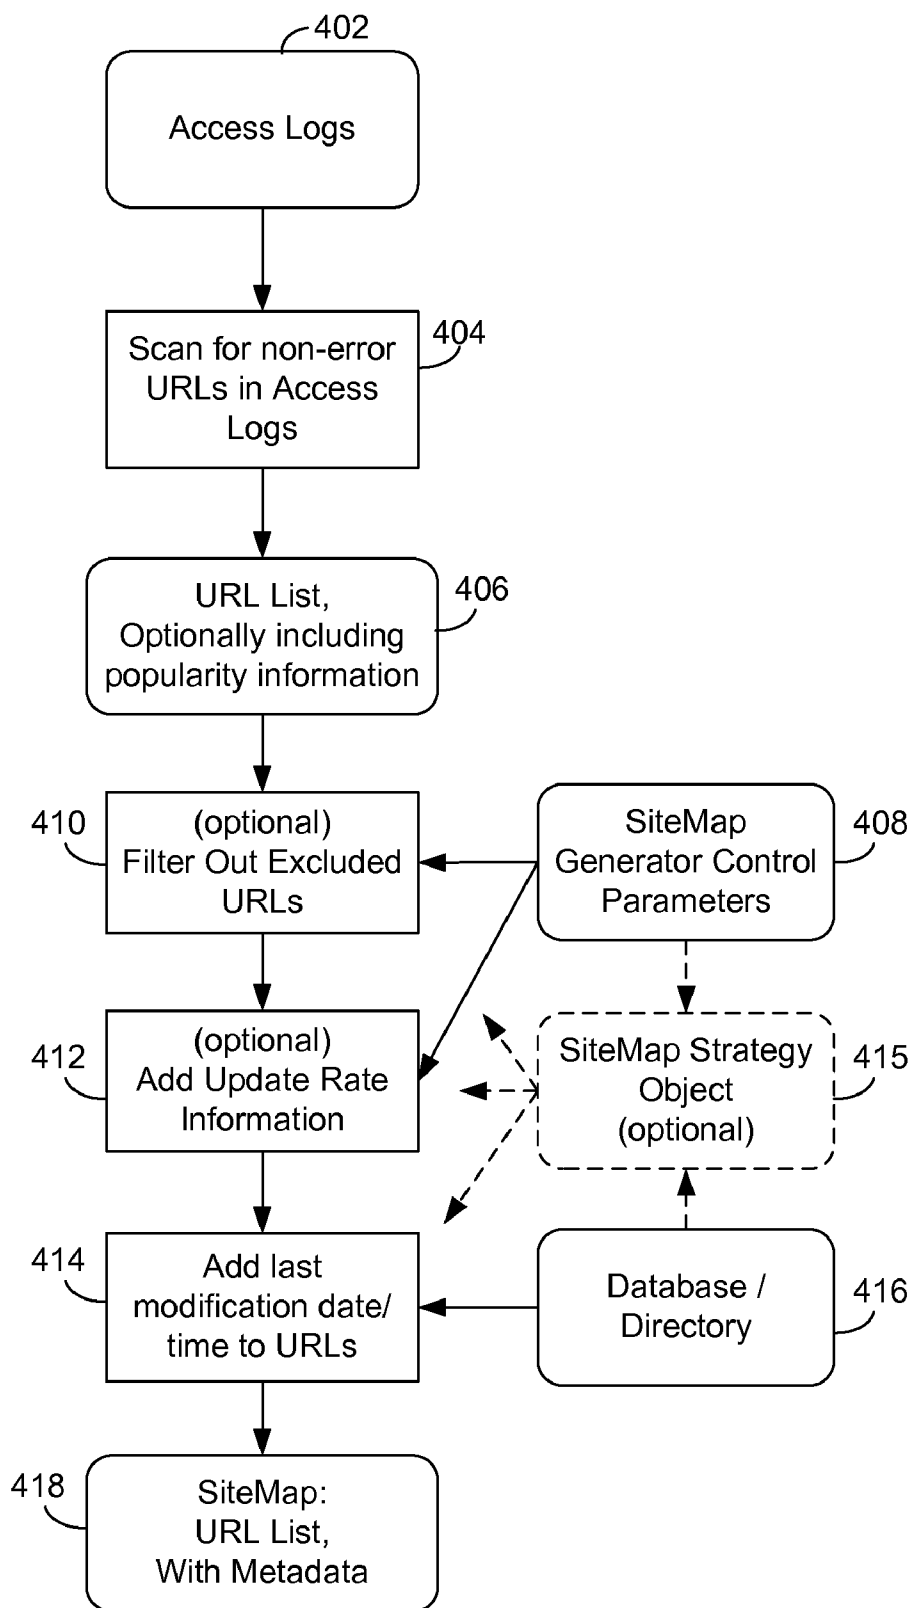 402
Access Logs
404
Scan for non-error
URLs in Access
Logs
406
URL List,
Optionally including
popularity information
410
(optional)
Filter Out Excluded
URLs
SiteMap
Generator Control
Parameters
408
412
(optional)
Add Update Rate
Information
SiteMap Strategy
Object
(optional)
415
414
Add last
modification date/
time to URLs
Database /
Directory
416
418
SiteMap:
URL List,
With Metadata